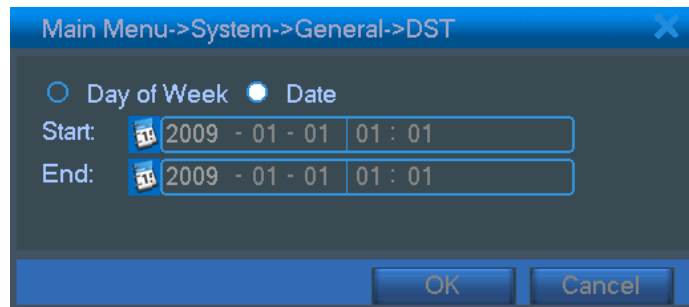 Main Menu->System->General->DST
Day of Week Date
Start: 2009 - 01 - 01 01 : 01
End: 2009 - 01 - 01 01 : 01
OK Cancel